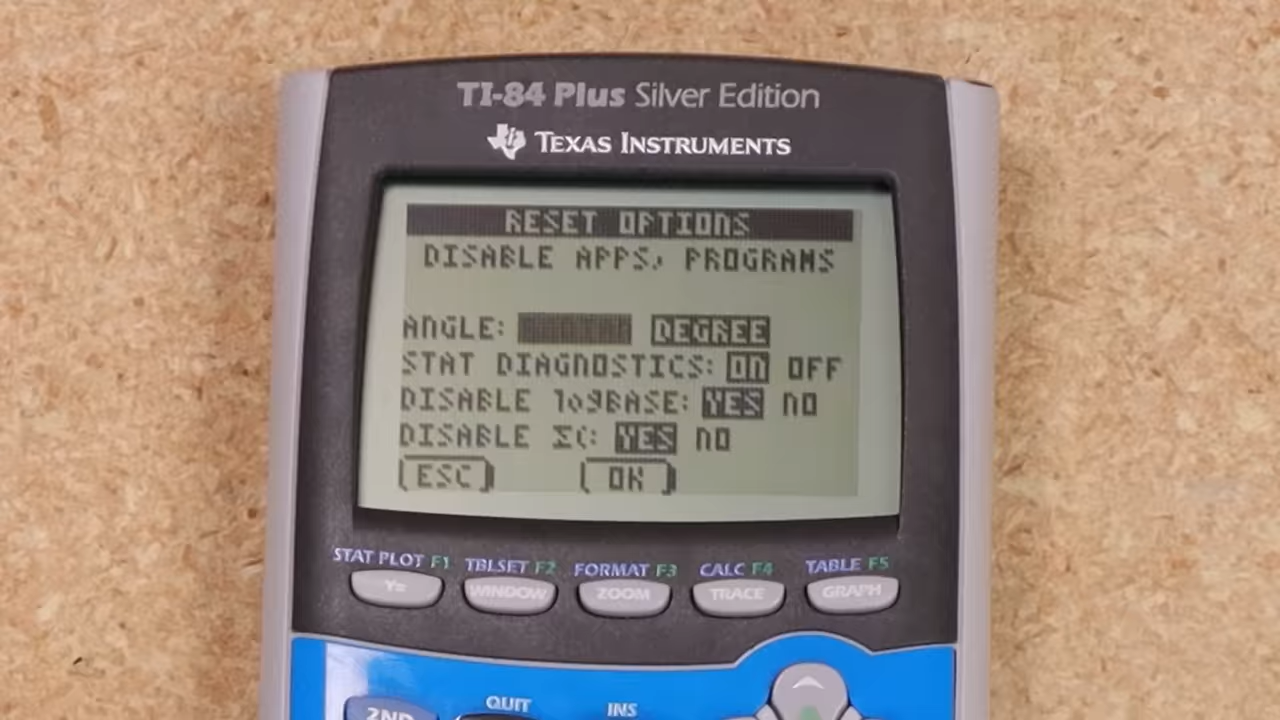 TI-84 Plus Silver Edition
TEXAS INSTRUMENTS
RESET OPTIONS
DISABLE APPS, PROGRAMS
ANGLE: DEGREE
STAT DIAGNOSTICS: ON OFF
DISABLE logBASE: YES NO
DISABLE Σ(: YES NO
ESC OK
STAT PLOT F1 TBLSET F2 FORMAT F3 CALC F4 TABLE F5
Y= WINDOW ZOOM TRACE GRAPH
QUIT INS
2ND